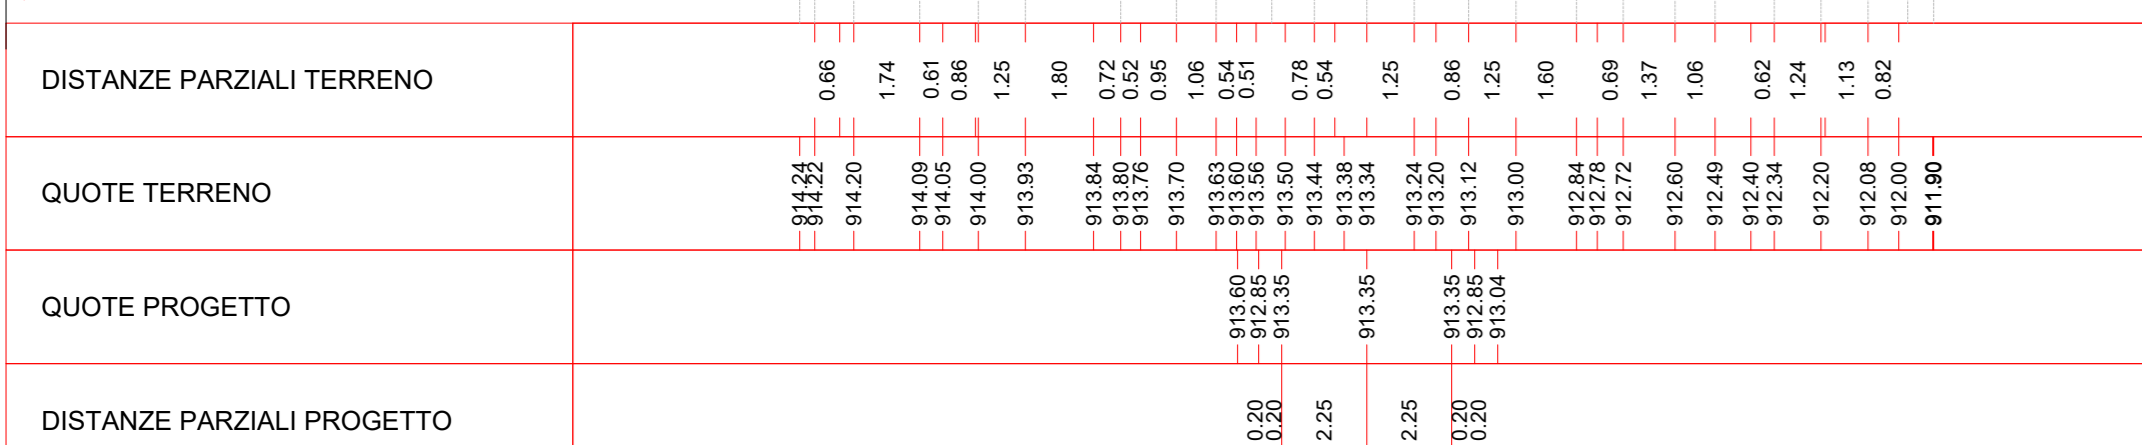 DISTANZE PARZIALI TERRENO 0.66 1.74 0.61 0.86 1.25 1.80 0.72 0.52 0.95 1.06 0.54 0.51 0.78 0.54 1.25 0.86 1.25 1.60 0.69 1.37 1.06 0.62 1.24 1.13 0.82
QUOTE TERRENO 914.24 914.22 914.20 914.09 914.05 914.00 913.93 913.84 913.80 913.76 913.70 913.63 913.60 913.56 913.50 913.44 913.38 913.34 913.24 913.20 913.12 913.00 912.84 912.78 912.72 912.60 912.49 912.40 912.34 912.20 912.08 912.00 911.90
QUOTE PROGETTO 913.60 912.85 913.35 913.35 913.35 912.85 913.04
DISTANZE PARZIALI PROGETTO 0.20 0.20 2.25 2.25 0.20 0.20